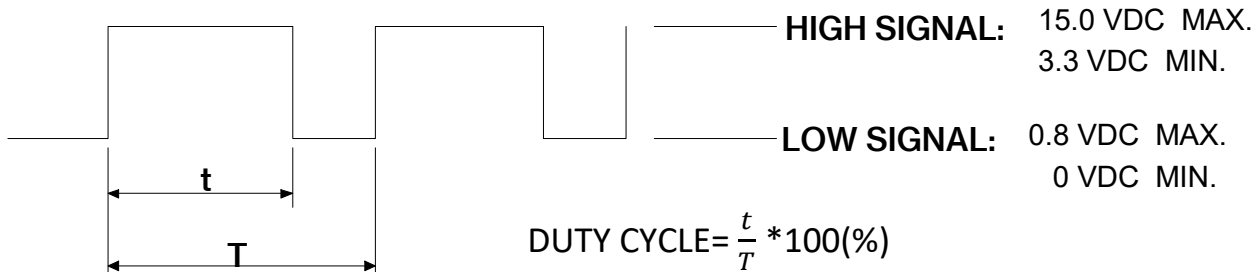 HIGH SIGNAL: 15.0 VDC MAX.
3.3 VDC MIN.
LOW SIGNAL: 0.8 VDC MAX.
0 VDC MIN.
t
T
DUTY CYCLE= t/T *100(%)